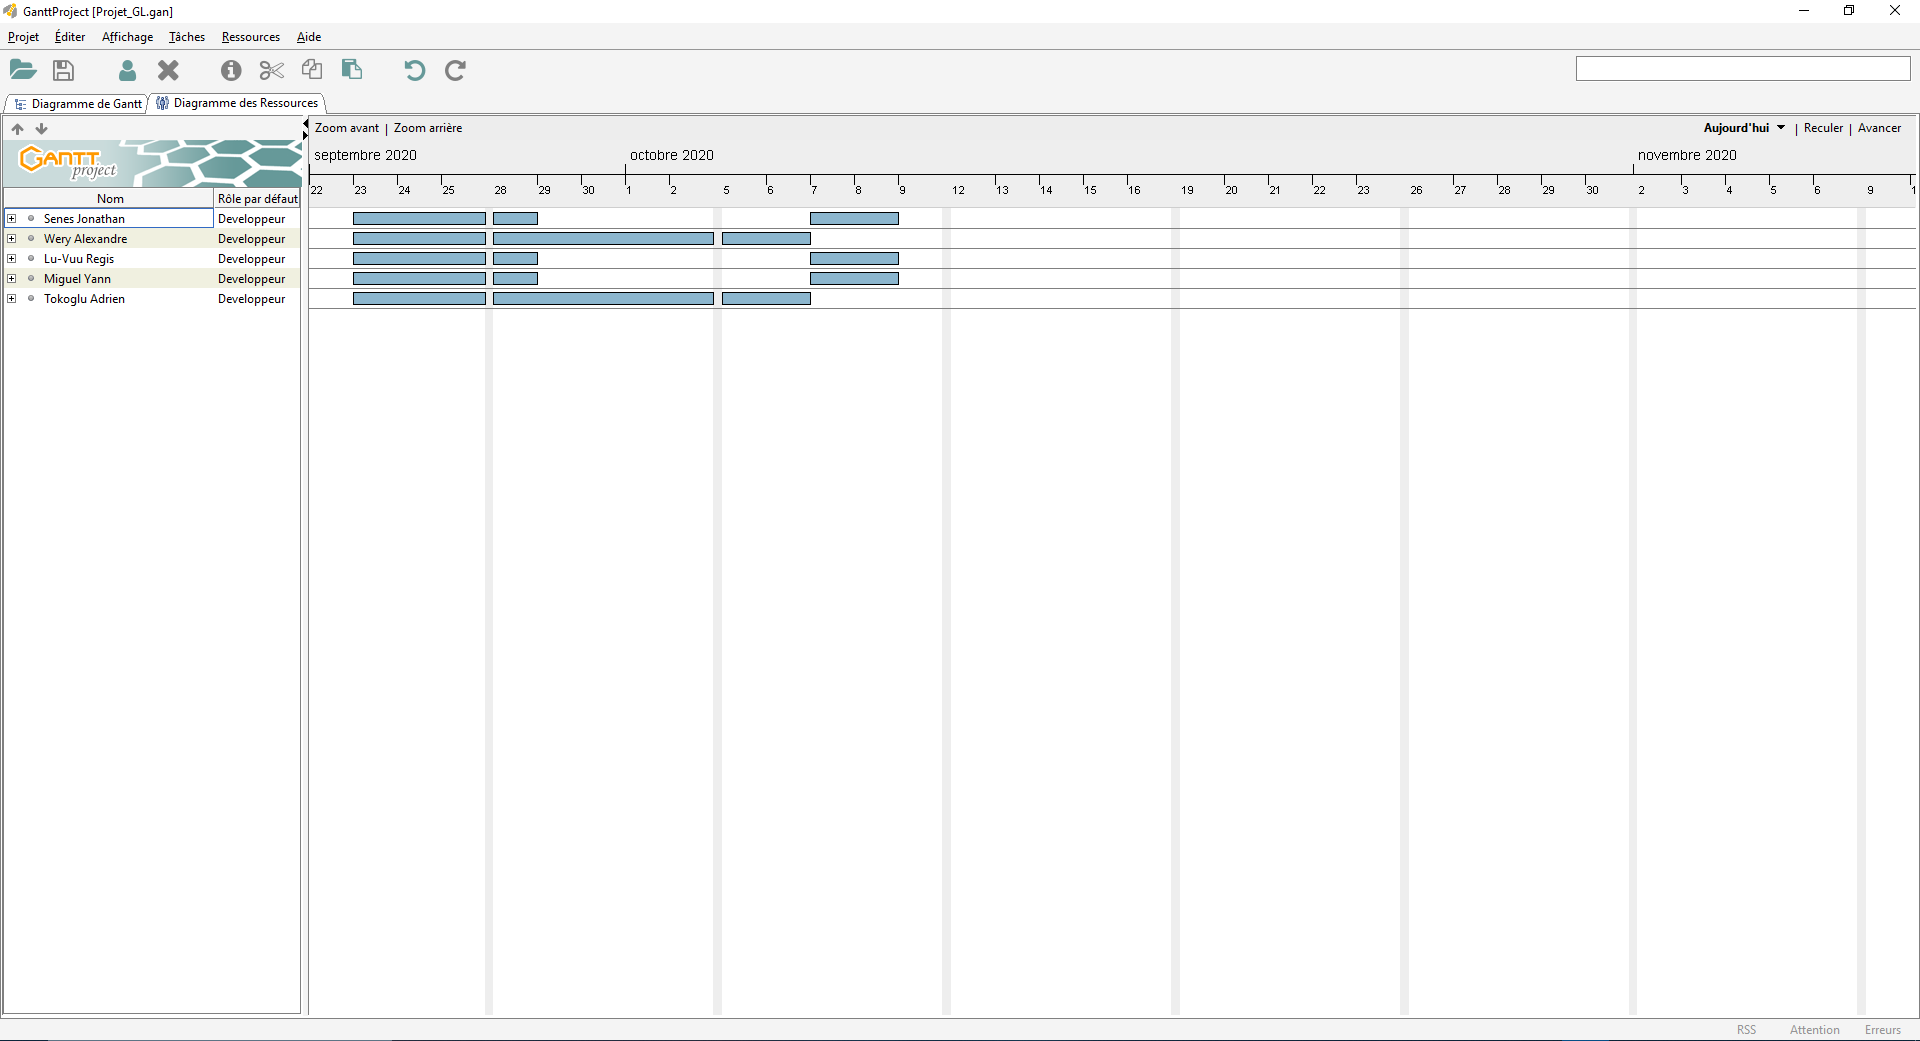 GanttProject [Projet_GL.gan]
Projet Éditer Affichage Tâches Ressources Aide
Diagramme de Gantt Diagramme des Ressources
Zoom avant | Zoom arrière Aujourd'hui | Reculer | Avancer
GANTT project
septembre 2020 octobre 2020 novembre 2020
22 23 24 25 28 29 30 1 2 5 6 7 8 9 12 13 14 15 16 19 20 21 22 23 26 27 28 29 30 2 3 4 5 6 9 1
Nom Rôle par défaut
Senes Jonathan Developpeur
Wery Alexandre Developpeur
Lu-Vuu Regis Developpeur
Miguel Yann Developpeur
Tokoglu Adrien Developpeur
RSS Attention Erreurs